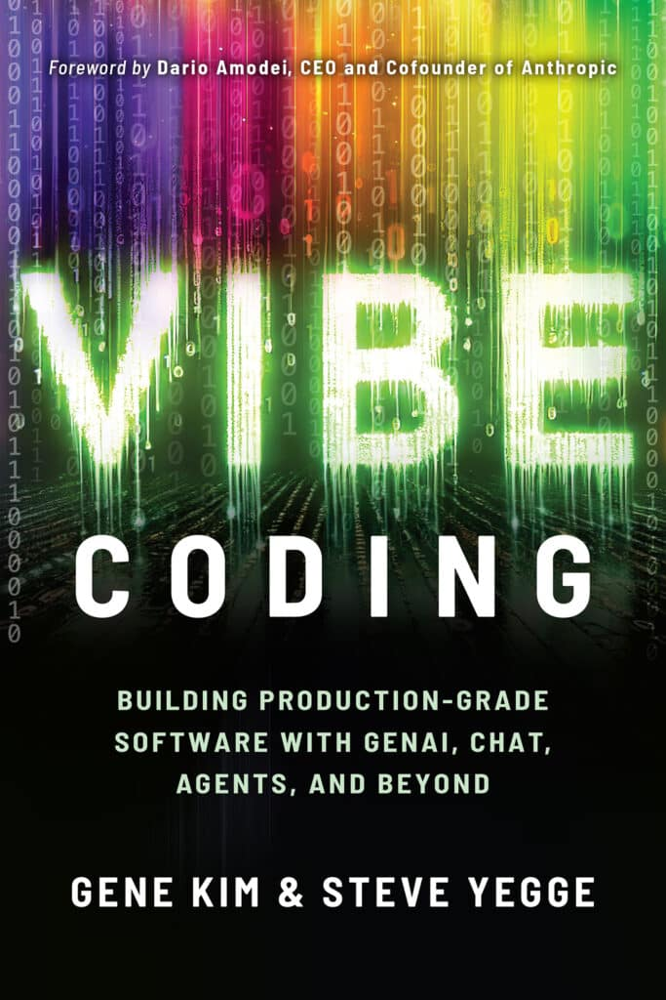 Foreword by Dario Amodei, CEO and Cofounder of Anthropic
VIBE
CODING
BUILDING PRODUCTION-GRADE
SOFTWARE WITH GENAI, CHAT,
AGENTS, AND BEYOND
GENE KIM & STEVE YEGGE